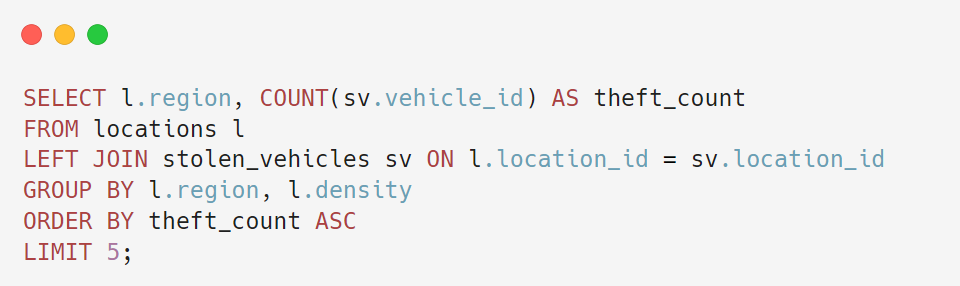 SELECT l.region, COUNT(sv.vehicle_id) AS theft_count
FROM locations l
LEFT JOIN stolen_vehicles sv ON l.location_id = sv.location_id
GROUP BY l.region, l.density
ORDER BY theft_count ASC
LIMIT 5;